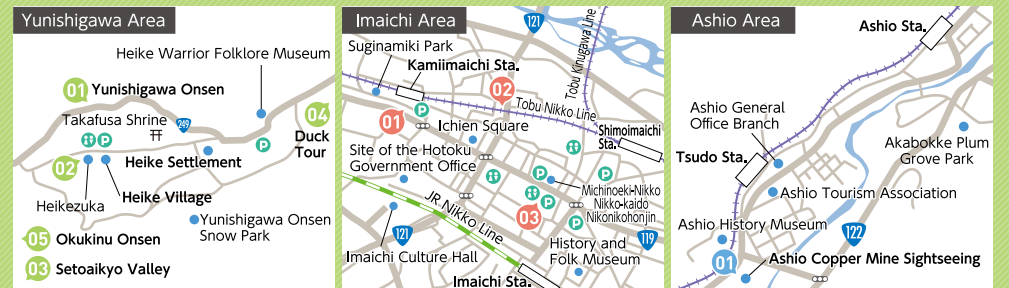 Yunishigawa Area
Heike Warrior Folklore Museum
01 Yunishigawa Onsen
Takafusa Shrine
249
04
Duck
Tour
P
P
02
Heike Settlement
Heikezuka
Heike Village
Yunishigawa Onsen
Snow Park
05 Okukinu Onsen
03 Setoaikyo Valley
Imaichi Area
121
Tobu Kinugawa Line
Suginamiki Park
Kamiimaichi Sta.
02
Tobu Nikko Line
P
01
Ichien Square
Shimoimaichi
Sta.
Site of the Hotoku
Government Office
P
P
Michinoeki-Nikko
Nikko-kaido
Nikonikohonjin
03
P
JR Nikko Line
121
119
Imaichi Culture Hall
History and
Folk Museum
Imaichi Sta.
Ashio Area
Ashio Sta.
Ashio General
Office Branch
Akabokke Plum
Grove Park
Tsudo Sta.
Ashio Tourism Association
Ashio History Museum
122
01
Ashio Copper Mine Sightseeing